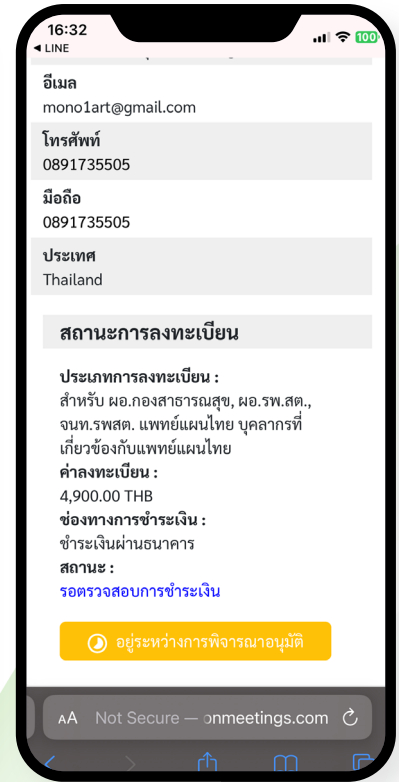 16:32
100
◀ LINE
อีเมล
mono1art@gmail.com
โทรศัพท์
0891735505
มือถือ
0891735505
ประเทศ
Thailand
สถานะการลงทะเบียน
ประเภทการลงทะเบียน :
สำหรับ ผอ.กองสาธารณสุข, ผอ.รพ.สต.,
จนท.รพสต. แพทย์แผนไทย บุคลากรที่
เกี่ยวข้องกับแพทย์แผนไทย
ค่าลงทะเบียน :
4,900.00 THB
ช่องทางการชำระเงิน :
ชำระเงินผ่านธนาคาร
สถานะ :
รอตรวจสอบการชำระเงิน
อยู่ระหว่างการพิจารณาอนุมัติ
AA Not Secure — onmeetings.com